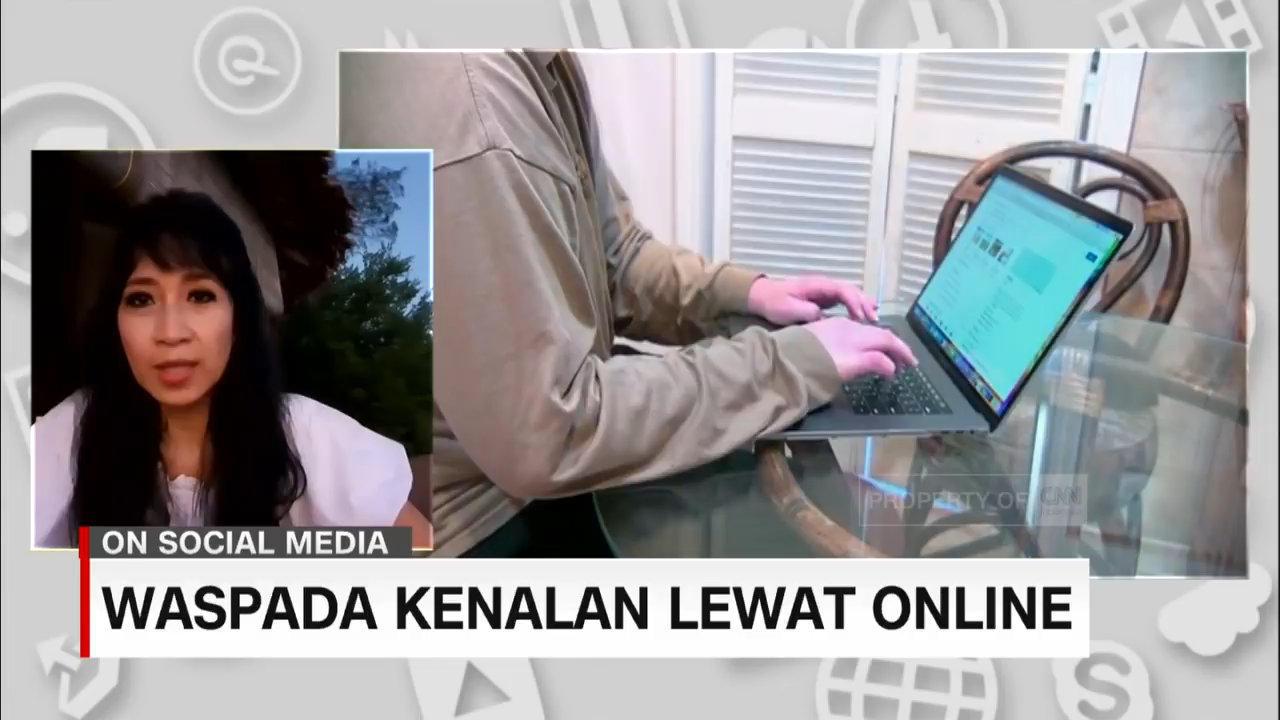 PROPERTY OF CNN
ON SOCIAL MEDIA
WASPADA KENALAN LEWAT ONLINE